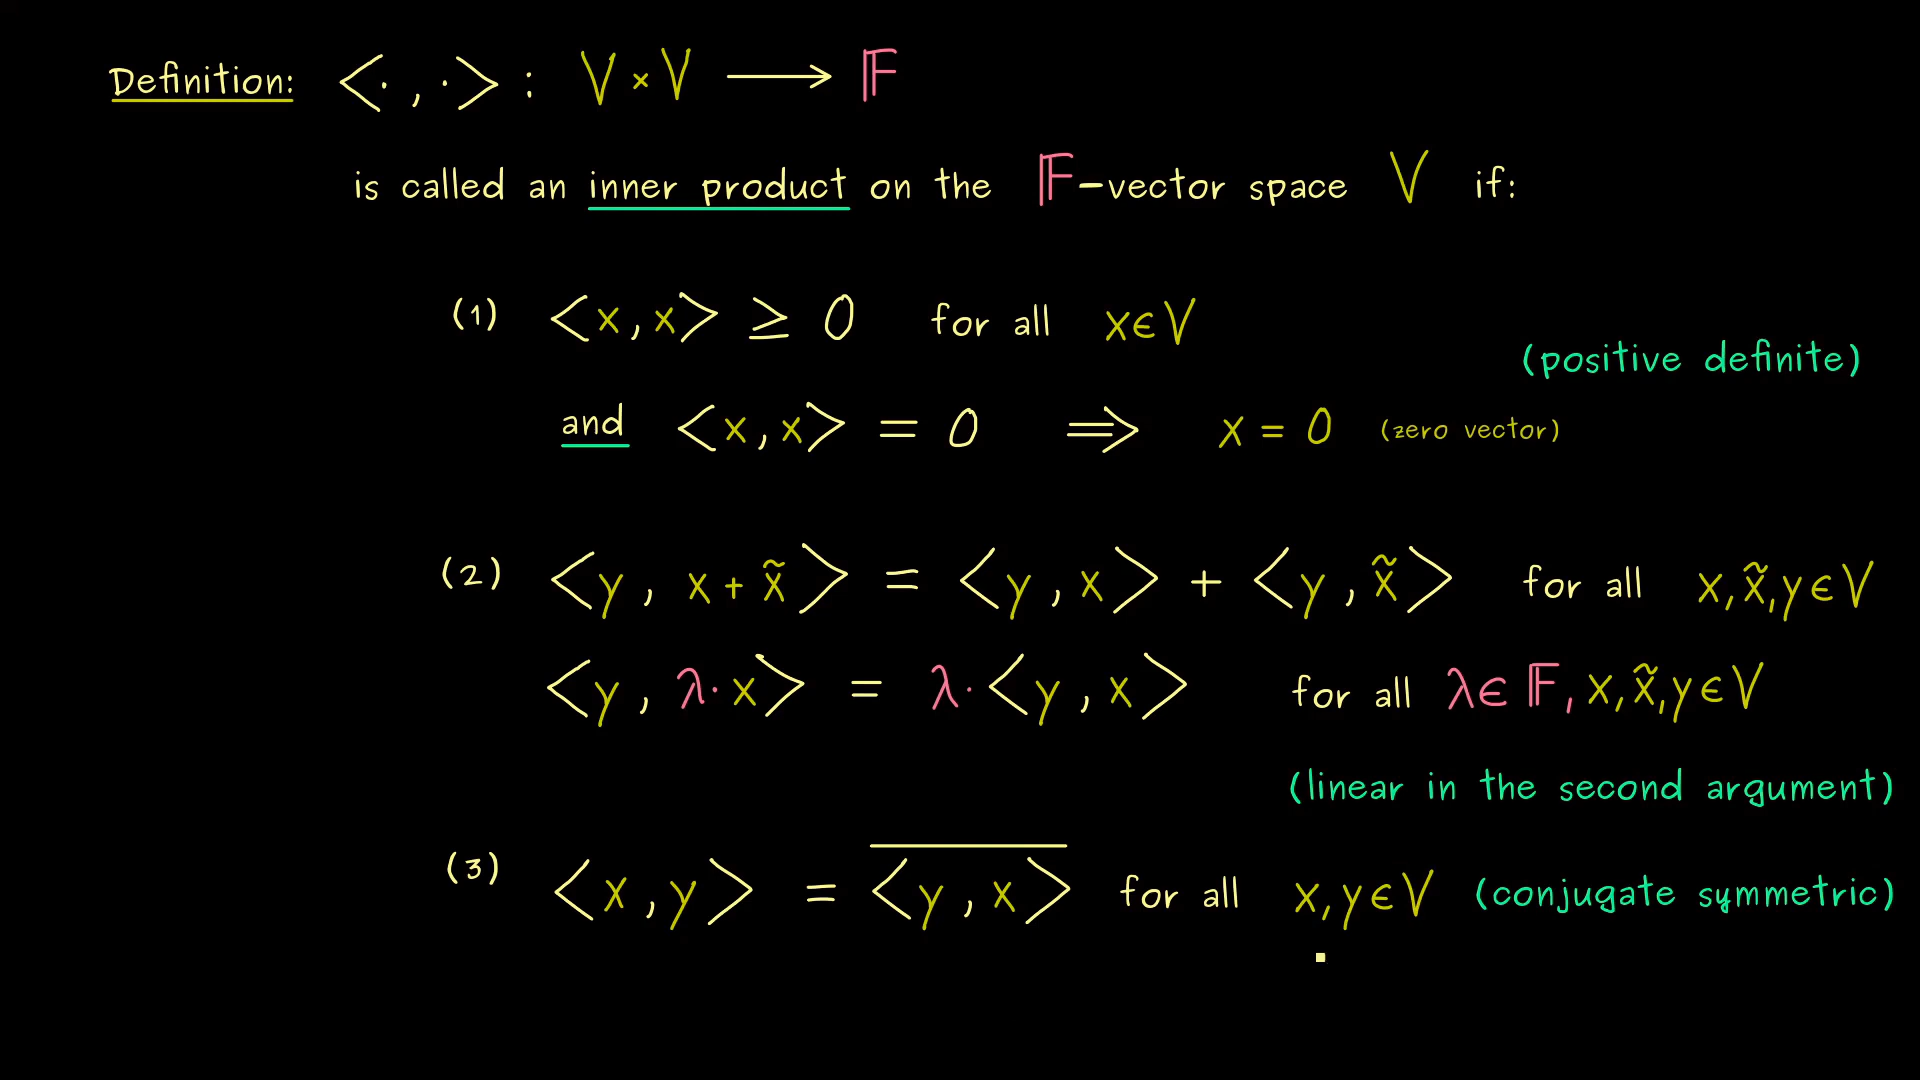 Definition: <·,·> : V × V ⟶ 𝔽
is called an inner product on the 𝔽-vector space V if:
(1) <x,x> ≥ 0 for all x∈V
(positive definite)
and <x,x> = 0 ⟹ x = 0 (zero vector)
(2) <y, x + x̃> = <y,x> + <y,x̃> for all x,x̃,y∈V
<y, λ·x> = λ·<y,x> for all λ∈𝔽, x,x̃,y∈V
(linear in the second argument)
(3) <x,y> = \overline{<y,x>} for all x,y∈V (conjugate symmetric)